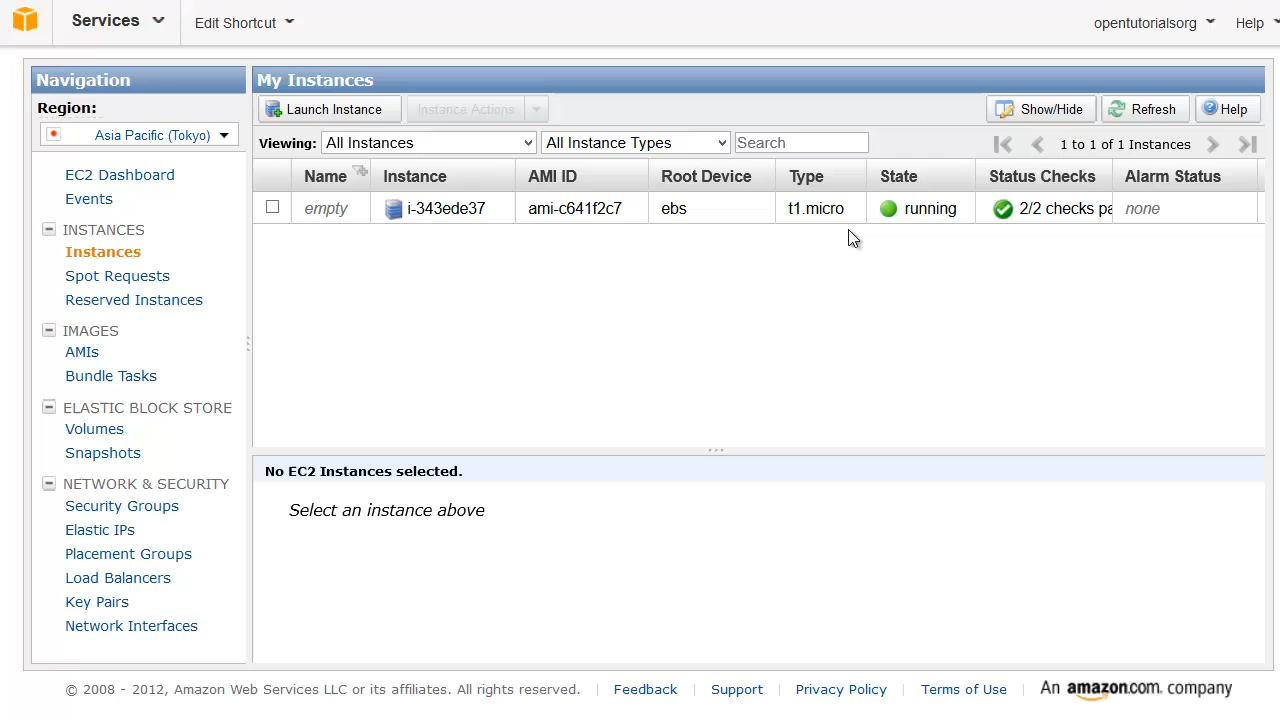 Services
Edit Shortcut
opentutorialsorg
Help
Navigation
Region:
Asia Pacific (Tokyo)
EC2 Dashboard
Events
INSTANCES
Instances
Spot Requests
Reserved Instances
IMAGES
AMIs
Bundle Tasks
ELASTIC BLOCK STORE
Volumes
Snapshots
NETWORK & SECURITY
Security Groups
Elastic IPs
Placement Groups
Load Balancers
Key Pairs
Network Interfaces
My Instances
Launch Instance
Instance Actions
Show/Hide
Refresh
Help
Viewing: All Instances All Instance Types Search
1 to 1 of 1 Instances
Name Instance AMI ID Root Device Type State Status Checks Alarm Status
empty i-343ede37 ami-c641f2c7 ebs t1.micro running 2/2 checks pa none
No EC2 Instances selected.
Select an instance above
© 2008 - 2012, Amazon Web Services LLC or its affiliates. All rights reserved. | Feedback | Support | Privacy Policy | Terms of Use | An amazon.com. company